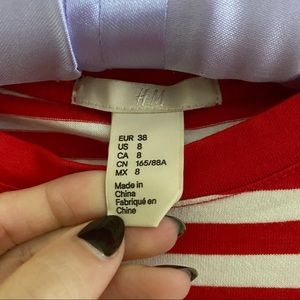 H&M
EUR 38
US 8
CA 8
CN 165/88A
MX 8
Made in
China
Fabriqué en
Chine